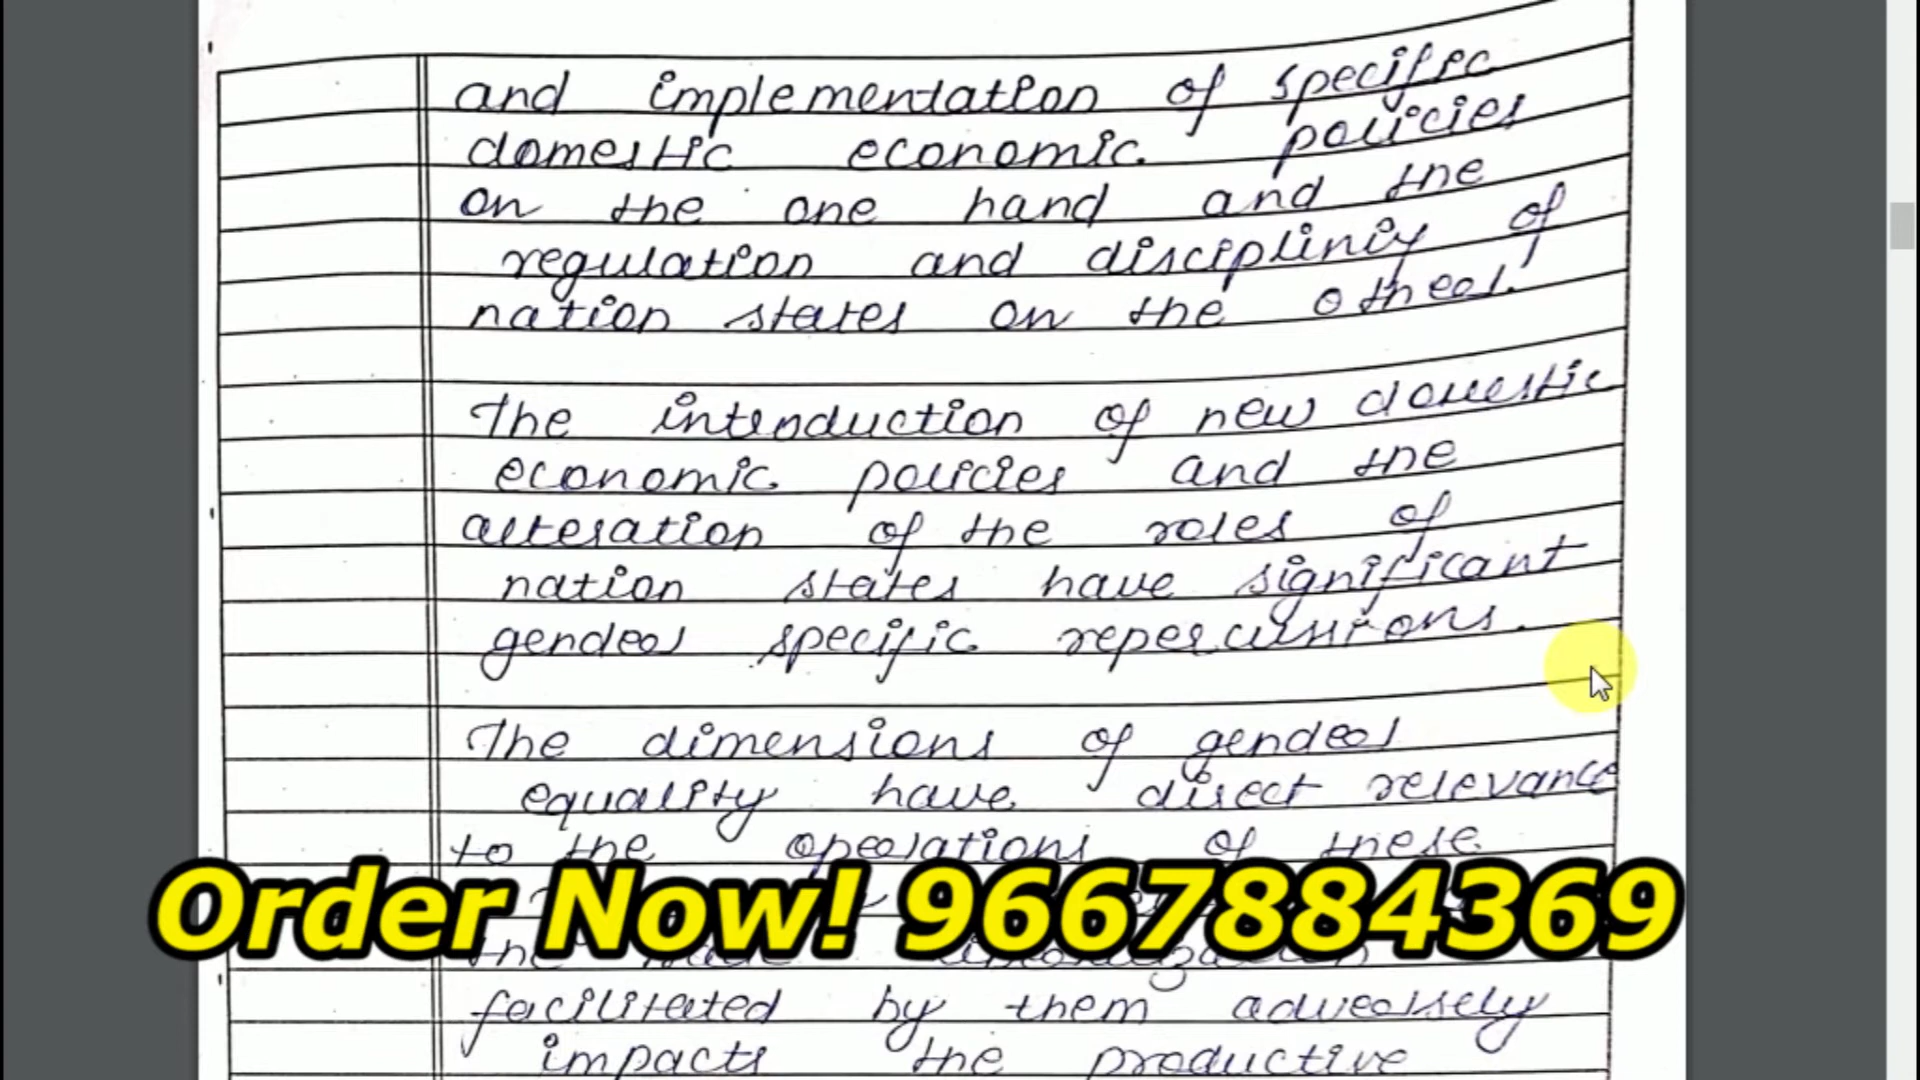 and implementation of specific
domestic economic policies
on the one hand and the
regulation and discipliniy of
nation states on the other.
The introduction of new domestic
economic policies and the
alteration of the roles of
nation states have significant
gender specific repercussions.
The dimensions of gender
equality have direct relevance
to the operations of these
Order Now! 9667884369
the
facilitated by them adversely
impacts the productive